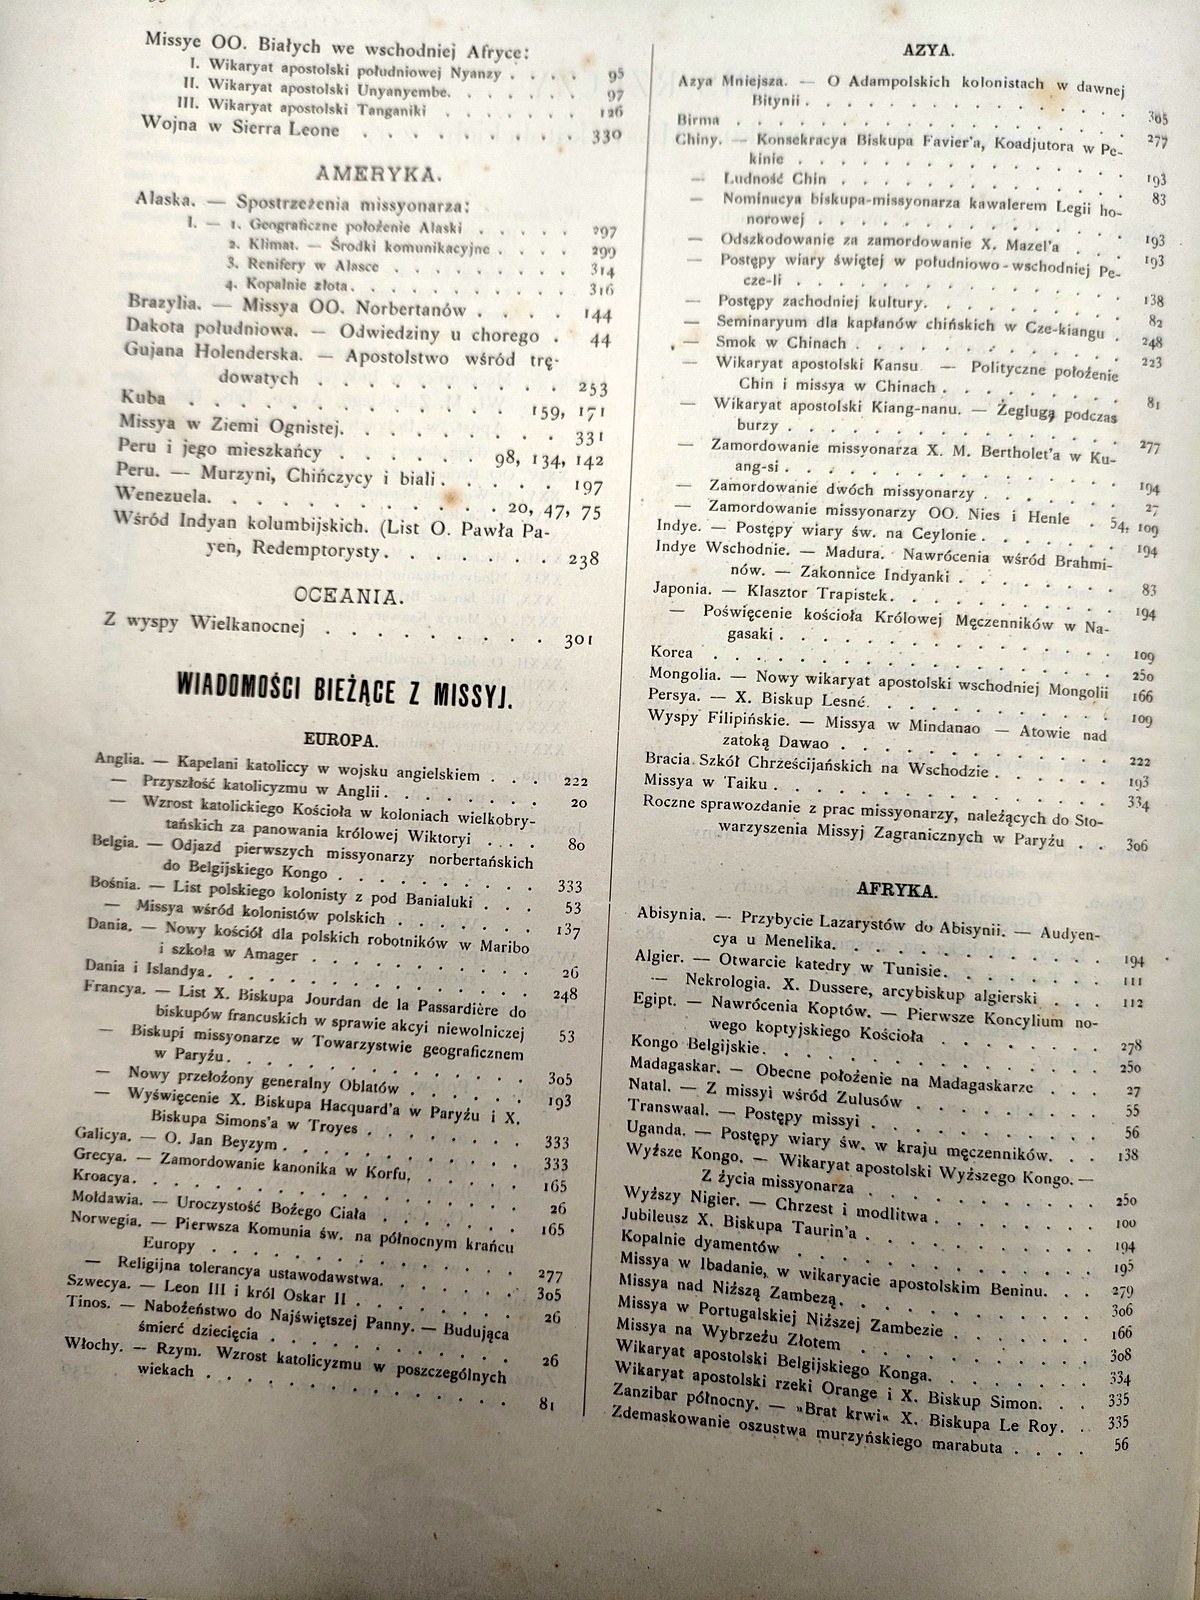 Missye OO. Białych we wschodniej Afryce:
I. Wikaryat apostolski południowej Nyanzy . . . . 95
II. Wikaryat apostolski Unyanyembe. . . . . . . 97
III. Wikaryat apostolski Tanganiki . . . . . . . 126
Wojna w Sierra Leone . . . . . . . . . 330
AMERYKA.
Alaska. — Spostrzeżenia missyonarza:
I. — 1. Geograficzne położenie Alaski . . . . . 297
2. Klimat. — Środki komunikacyjne . . . . 299
3. Renifery w Alasce . . . . . . . . . 314
4. Kopalnie złota. . . . . . . . . . . 316
Brazylia. — Missya OO. Norbertanów . . . . 144
Dakota południowa. — Odwiedziny u chorego . 44
Gujana Holenderska. — Apostolstwo wśród trę-
dowatych . . . . . . . . . . . 253
Kuba . . . . . . . . . . . . 159, 171
Missya w Ziemi Ognistej. . . . . . . . . 331
Peru i jego mieszkańcy . . . . . . 98, 134, 142
Peru. — Murzyni, Chińczycy i biali . . . . . 197
Wenezuela. . . . . . . . . . . 20, 47, 75
Wśród Indyan kolumbijskich. (List O. Pawła Pa-
yen, Redemptorysty. . . . . . . . 238
OCEANIA.
Z wyspy Wielkanocnej . . . . . . . . . 301
WIADOMOŚCI BIEŻĄCE Z MISSYJ.
EUROPA.
Anglia. — Kapelani katoliccy w wojsku angielskiem . . . 222
— Przyszłość katolicyzmu w Anglii . . . . . . . . 20
— Wzrost katolickiego Kościoła w koloniach wielkobry-
tańskich za panowania królowej Wiktoryi . . . . 80
Belgia. — Odjazd pierwszych missyonarzy norbertańskich
do Belgijskiego Kongo . . . . . . . . . . 333
Bośnia. — List polskiego kolonisty z pod Banialuki . . . 53
— Missya wśród kolonistów polskich . . . . . . . 137
Dania. — Nowy kościół dla polskich robotników w Maribo
i szkoła w Amager . . . . . . . . . . . 26
Dania i Islandya. . . . . . . . . . . . . . . 248
Francya. — List X. Biskupa Jourdan de la Passardière do
biskupów francuskich w sprawie akcyi niewolniczej 53
— Biskupi missyonarze w Towarzystwie geograficznem
w Paryżu. . . . . . . . . . . . . . . 305
— Nowy przełożony generalny Oblatów . . . . . . 193
— Wyświęcenie X. Biskupa Hacquard'a w Paryżu i X.
Biskupa Simons'a w Troyes . . . . . . . . 333
Galicya. — O. Jan Beyzym . . . . . . . . . . . 333
Grecya. — Zamordowanie kanonika w Korfu. . . . . . 165
Kroacya. . . . . . . . . . . . . . . . . . 26
Mołdawia. — Uroczystość Bożego Ciała . . . . . . . 165
Norwegia. — Pierwsza Komunia św. na północnym krańcu
Europy . . . . . . . . . . . . . . . 277
— Religijna tolerancya ustawodawstwa. . . . . . . 305
Szwecya. — Leon III i król Oskar II . . . . . . . . 26
Tinos. — Nabożeństwo do Najświętszej Panny. — Budująca
śmierć dziecięcia . . . . . . . . . . . . 26
Włochy. — Rzym. Wzrost katolicyzmu w poszczególnych
wiekach . . . . . . . . . . . . . . . 81
AZYA.
Azya Mniejsza. — O Adampolskich kolonistach w dawnej
Bitynii . . . . . . . . . . . . . . . 305
Birma . . . . . . . . . . . . . . . . . . 277
Chiny. — Konsekracya Biskupa Favier'a, Koadjutora w Pe-
kinie . . . . . . . . . . . . . . . 193
— Ludność Chin . . . . . . . . . . . . . 83
— Nominacya biskupa-missyonarza kawalerem Legii ho-
norowej . . . . . . . . . . . . . . 193
— Odszkodowanie za zamordowanie X. Mazel'a . . . 193
— Postępy wiary świętej w południowo-wschodniej Pe-
cze-li . . . . . . . . . . . . . . . 138
— Postępy zachodniej kultury. . . . . . . . . . 82
— Seminaryum dla kapłanów chińskich w Cze-kiangu . 248
— Smok w Chinach . . . . . . . . . . . . 223
— Wikaryat apostolski Kansu. — Polityczne położenie
Chin i missya w Chinach . . . . . . . . . 81
— Wikaryat apostolski Kiang-nanu. — Żeglugą podczas
burzy . . . . . . . . . . . . . . . 277
— Zamordowanie missyonarza X. M. Bertholet'a w Ku-
ang-si . . . . . . . . . . . . . . . 194
— Zamordowanie dwóch missyonarzy . . . . . . . 27
— Zamordowanie missyonarzy OO. Nies i Henle . 54, 109
Indye. — Postępy wiary św. na Ceylonie . . . . . . . 194
Indye Wschodnie. — Madura. Nawrócenia wśród Brahmi-
nów. — Zakonnice Indyanki . . . . . . . . 83
Japonia. — Klasztor Trapistek. . . . . . . . . . . 194
— Poświęcenie kościoła Królowej Męczenników w Na-
gasaki . . . . . . . . . . . . . . . 109
Korea . . . . . . . . . . . . . . . . . . 250
Mongolia. — Nowy wikaryat apostolski wschodniej Mongolii 166
Persya. — X. Biskup Lesné. . . . . . . . . . . . 109
Wyspy Filipińskie. — Missya w Mindanao — Atowie nad
zatoką Dawao . . . . . . . . . . . . . 222
Bracia Szkół Chrześcijańskich na Wschodzie . . . . . . 193
Missya w Taiku . . . . . . . . . . . . . . . 334
Roczne sprawozdanie z prac missyonarzy, należących do Sto-
warzyszenia Missyj Zagranicznych w Paryżu . . 306
AFRYKA.
Abisynia. — Przybycie Lazarystów do Abisynii. — Audyen-
cya u Menelika. . . . . . . . . . . . . 194
Algier. — Otwarcie katedry w Tunisie. . . . . . . . 111
— Nekrologia. X. Dussere, arcybiskup algierski . . . 112
Egipt. — Nawrócenia Koptów. — Pierwsze Koncylium no-
wego koptyjskiego Kościoła . . . . . . . . 278
Kongo Belgijskie. . . . . . . . . . . . . . . 250
Madagaskar. — Obecne położenie na Madagaskarze . . . 27
Natal. — Z missyi wśród Zulusów . . . . . . . . . 55
Transwaal. — Postępy missyi . . . . . . . . . . 56
Uganda. — Postępy wiary św. w kraju męczenników. . . 138
Wyższe Kongo. — Wikaryat apostolski Wyższego Kongo. —
Z życia missyonarza . . . . . . . . . . . 250
Wyższy Nigier. — Chrzest i modlitwa . . . . . . . . 100
Jubileusz X. Biskupa Taurin'a . . . . . . . . . . . 194
Kopalnie dyamentów . . . . . . . . . . . . . 195
Missya w Ibadanie, w wikaryacie apostolskim Beninu. . . 279
Missya nad Niższą Zambezą. . . . . . . . . . . . 306
Missya w Portugalskiej Niższej Zambezie . . . . . . . 166
Missya na Wybrzeżu Złotem . . . . . . . . . . . 308
Wikaryat apostolski Belgijskiego Konga. . . . . . . . 334
Wikaryat apostolski rzeki Orange i X. Biskup Simon. . . 335
Zanzibar północny. — »Brat krwi« X. Biskupa Le Roy. . 335
Zdemaskowanie oszustwa murzyńskiego marabuta . . . . 56